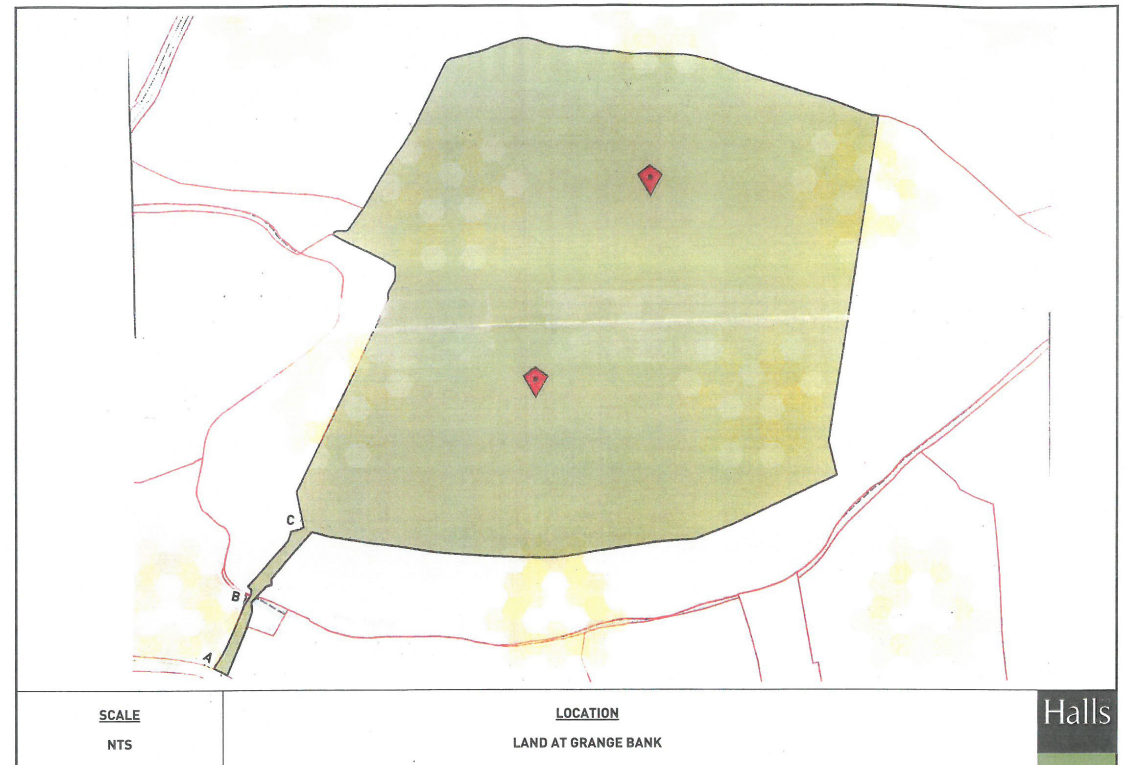 C
B
A
SCALE
NTS
LOCATION
LAND AT GRANGE BANK
Halls